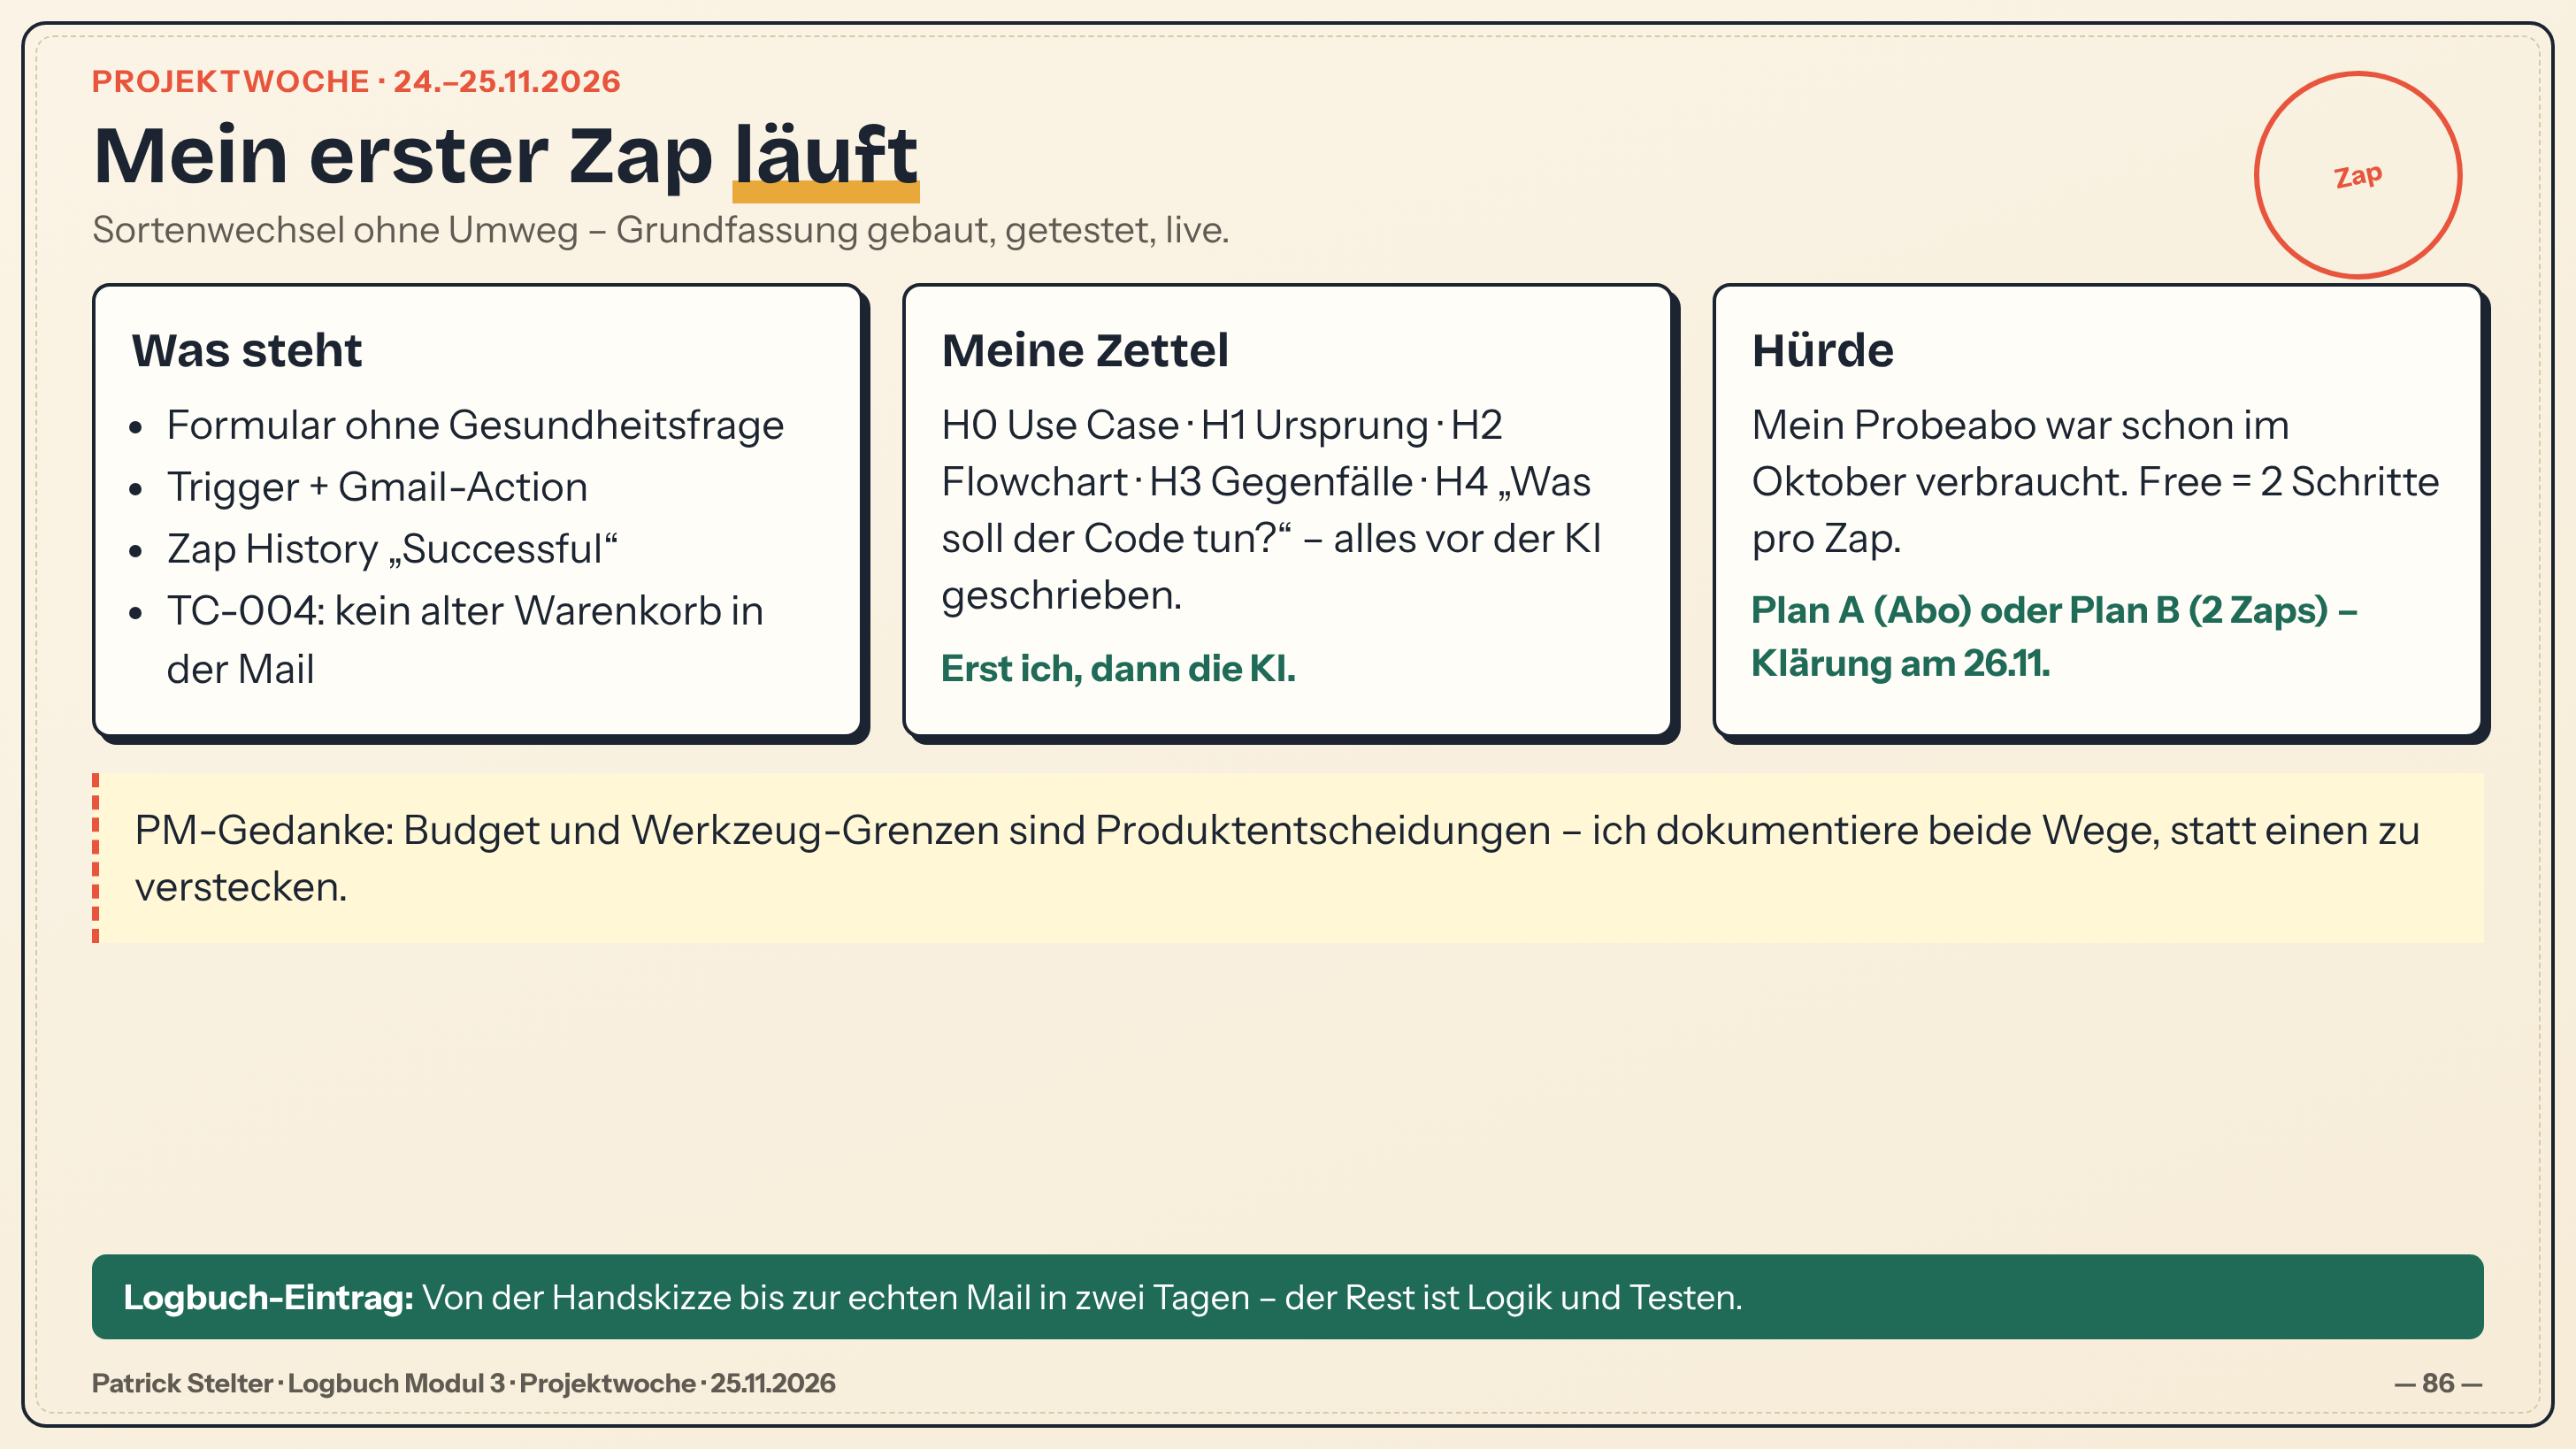 PROJEKTWOCHE · 24.–25.11.2026
Mein erster Zap läuft
Sortenwechsel ohne Umweg – Grundfassung gebaut, getestet, live.
Zap
Was steht
• Formular ohne Gesundheitsfrage
• Trigger + Gmail-Action
• Zap History „Successful“
• TC-004: kein alter Warenkorb in
der Mail
Meine Zettel
H0 Use Case · H1 Ursprung · H2
Flowchart · H3 Gegenfälle · H4 „Was
soll der Code tun?“ – alles vor der KI
geschrieben.
Erst ich, dann die KI.
Hürde
Mein Probeabo war schon im
Oktober verbraucht. Free = 2 Schritte
pro Zap.
Plan A (Abo) oder Plan B (2 Zaps) –
Klärung am 26.11.
PM-Gedanke: Budget und Werkzeug-Grenzen sind Produktentscheidungen – ich dokumentiere beide Wege, statt einen zu
verstecken.
Logbuch-Eintrag: Von der Handskizze bis zur echten Mail in zwei Tagen – der Rest ist Logik und Testen.
Patrick Stelter · Logbuch Modul 3 · Projektwoche · 25.11.2026
— 86 —